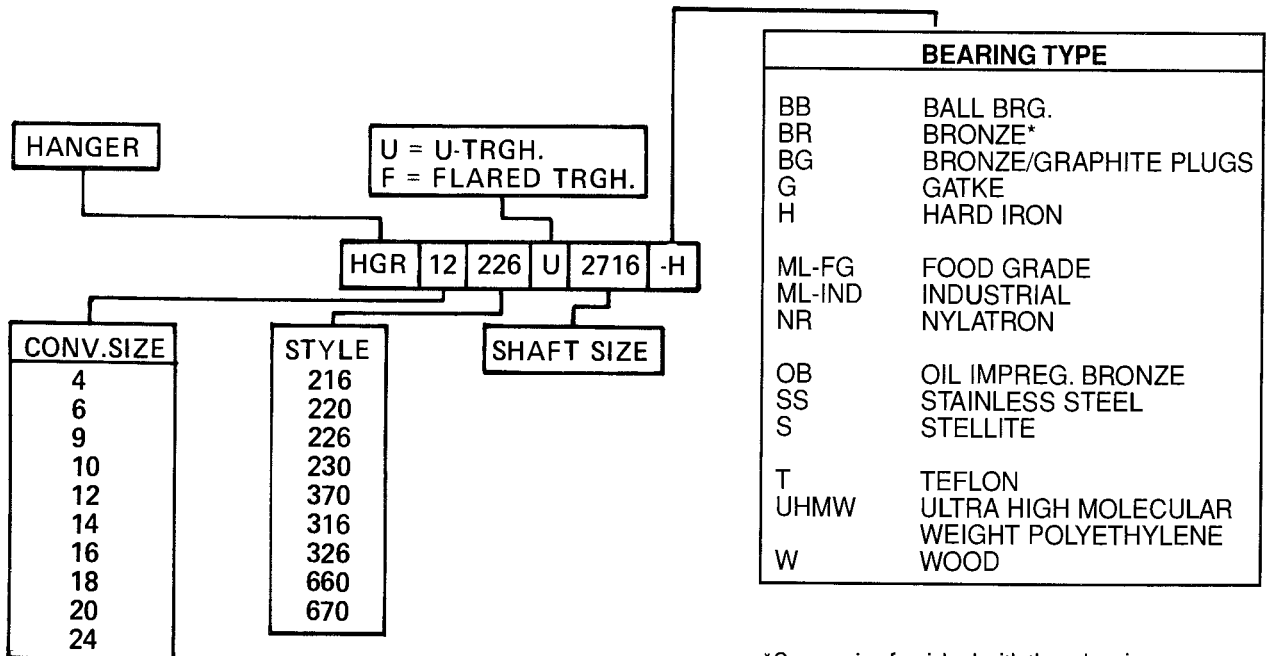 HANGER
U = U-TRGH.
F = FLARED TRGH.
HGR 12 226 U 2716 -H
CONV.SIZE
4
6
9
10
12
14
16
18
20
24
STYLE
216
220
226
230
370
316
326
660
670
SHAFT SIZE
BEARING TYPE
BB BALL BRG.
BR BRONZE*
BG BRONZE/GRAPHITE PLUGS
G GATKE
H HARD IRON
ML-FG FOOD GRADE
ML-IND INDUSTRIAL
NR NYLATRON
OB OIL IMPREG. BRONZE
SS STAINLESS STEEL
S STELLITE
T TEFLON
UHMW ULTRA HIGH MOLECULAR
WEIGHT POLYETHYLENE
W WOOD